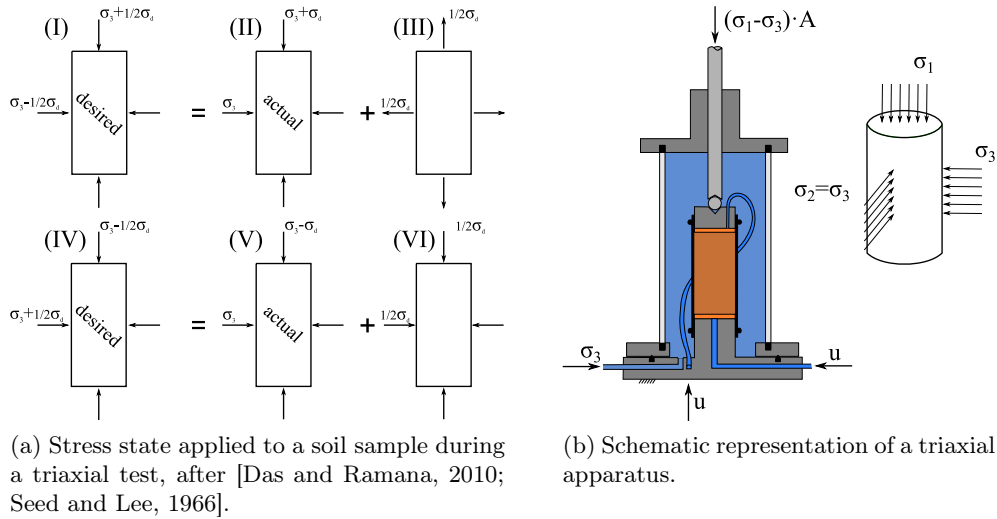 (I) σ₃+1/2σd (II) σ₃+σd (III) 1/2σd
σ₃-1/2σd desired = σ₃ actual + 1/2σd
(IV) σ₃-1/2σd (V) σ₃-σd (VI) 1/2σd
σ₃+1/2σd desired = σ₃ actual + 1/2σd
(σ₁-σ₃)·A
σ₁
σ₃
σ₂=σ₃
σ₃
u
u
(a) Stress state applied to a soil sample during
a triaxial test, after [Das and Ramana, 2010;
Seed and Lee, 1966].
(b) Schematic representation of a triaxial
apparatus.